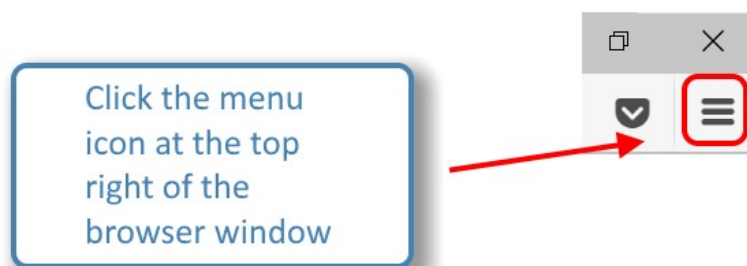 Click the menu
icon at the top
right of the
browser window